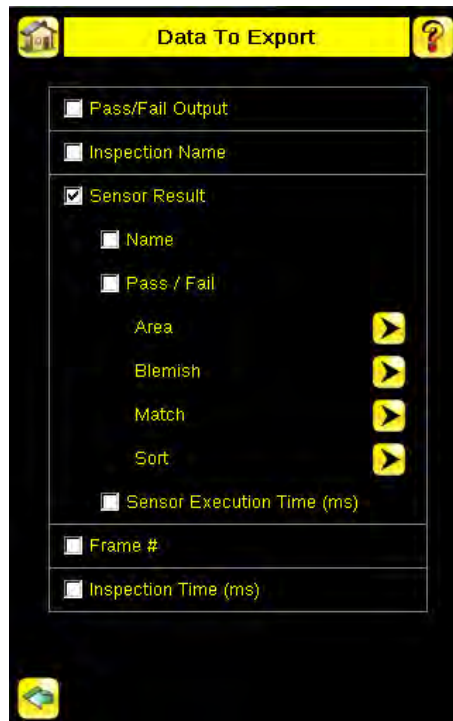 Data To Export
Pass/Fail Output
Inspection Name
Sensor Result
Name
Pass / Fail
Area
Blemish
Match
Sort
Sensor Execution Time (ms)
Frame #
Inspection Time (ms)